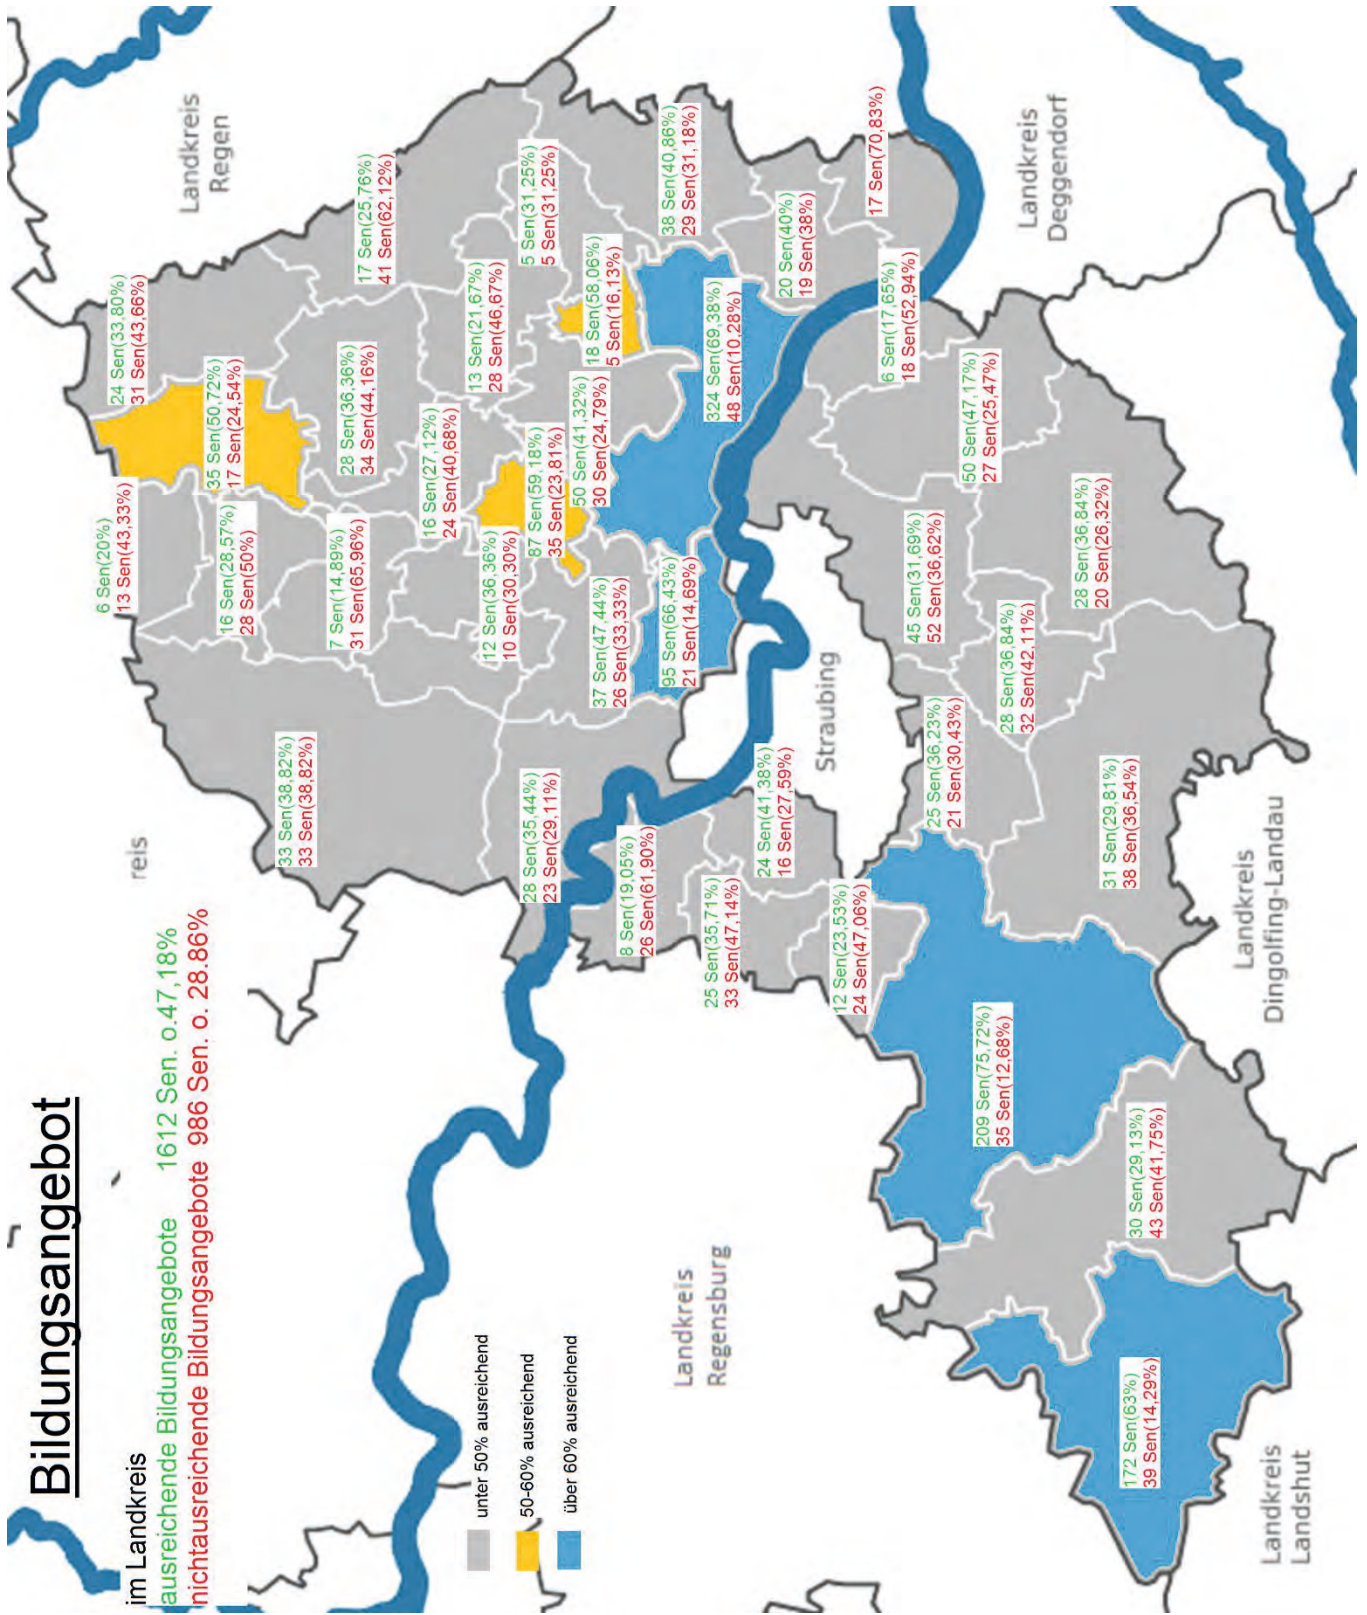 Bildungsangebot
im Landkreis
ausreichende Bildungsangebote 1612 Sen. o.47,18%
nichtausreichende Bildungsangebote 986 Sen. o. 28.86%
unter 50% ausreichend
50-60% ausreichend
über 60% ausreichend
reis
Landkreis
Regen
Landkreis
Regensburg
Straubing
Landkreis
Deggendorf
Landkreis
Dingolfing-Landau
Landkreis
Landshut
6 Sen(20%)
13 Sen(43,33%)
24 Sen(33,80%)
31 Sen(43,66%)
35 Sen(50,72%)
17 Sen(24,54%)
16 Sen(28,57%)
28 Sen(50%)
33 Sen(38,82%)
33 Sen(38,82%)
7 Sen(14,89%)
31 Sen(65,96%)
28 Sen(36,36%)
34 Sen(44,16%)
17 Sen(25,76%)
41 Sen(62,12%)
16 Sen(27,12%)
24 Sen(40,68%)
13 Sen(21,67%)
28 Sen(46,67%)
12 Sen(36,36%)
10 Sen(30,30%)
5 Sen(31,25%)
5 Sen(31,25%)
28 Sen(35,44%)
23 Sen(29,11%)
87 Sen(59,18%)
35 Sen(23,81%)
50 Sen(41,32%)
30 Sen(24,79%)
18 Sen(58,06%)
5 Sen(16,13%)
37 Sen(47,44%)
26 Sen(33,33%)
8 Sen(19,05%)
26 Sen(61,90%)
95 Sen(66,43%)
21 Sen(14,69%)
38 Sen(40,86%)
29 Sen(31,18%)
324 Sen(69,38%)
48 Sen(10,28%)
25 Sen(35,71%)
33 Sen(47,14%)
24 Sen(41,38%)
16 Sen(27,59%)
20 Sen(40%)
19 Sen(38%)
17 Sen(70,83%)
12 Sen(23,53%)
24 Sen(47,06%)
6 Sen(17,65%)
18 Sen(52,94%)
45 Sen(31,69%)
52 Sen(36,62%)
25 Sen(36,23%)
21 Sen(30,43%)
50 Sen(47,17%)
27 Sen(25,47%)
209 Sen(75,72%)
35 Sen(12,68%)
28 Sen(36,84%)
32 Sen(42,11%)
28 Sen(36,84%)
20 Sen(26,32%)
31 Sen(29,81%)
38 Sen(36,54%)
30 Sen(29,13%)
43 Sen(41,75%)
172 Sen(63%)
39 Sen(14,29%)